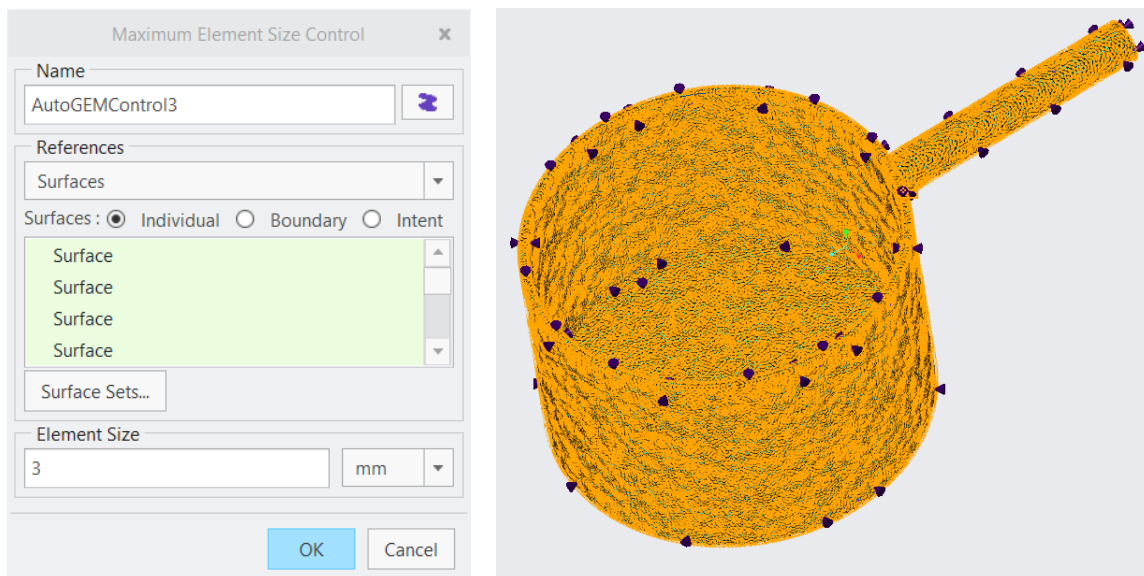 Maximum Element Size Control
Name
AutoGEMControl3
References
Surfaces
Surfaces : Individual Boundary Intent
Surface
Surface
Surface
Surface
Surface Sets...
Element Size
3 mm
OK Cancel